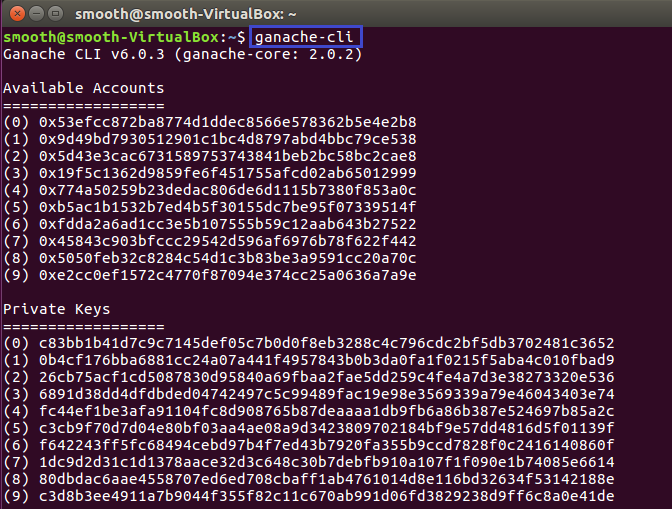 smooth@smooth-VirtualBox: ~
smooth@smooth-VirtualBox:~$ ganache-cli
Ganache CLI v6.0.3 (ganache-core: 2.0.2)
Available Accounts
==================
(0) 0x53efcc872ba8774d1ddec8566e578362b5e4e2b8
(1) 0x9d49bd7930512901c1bc4d8797abd4bbc79ce538
(2) 0x5d43e3cac6731589753743841beb2bc58bc2cae8
(3) 0x19f5c1362d9859fe6f451755afcd02ab65012999
(4) 0x774a50259b23dedac806de6d1115b7380f853a0c
(5) 0xb5ac1b1532b7ed4b5f30155dc7be95f07339514f
(6) 0xfdda2a6ad1cc3e5b107555b59c12aab643b27522
(7) 0x45843c903bfccc29542d596af6976b78f622f442
(8) 0x5050feb32c8284c54d1c3b83be3a9591cc20a70c
(9) 0xe2cc0ef1572c4770f87094e374cc25a0636a7a9e
Private Keys
==================
(0) c83bb1b41d7c9c7145def05c7b0d0f8eb3288c4c796cdc2bf5db3702481c3652
(1) 0b4cf176bba6881cc24a07a441f4957843b0b3da0fa1f0215f5aba4c010fbad9
(2) 26cb75acf1cd5087830d95840a69fbaa2fae5dd259c4fe4a7d3e38273320e536
(3) 6891d38dd4dfdbded04742497c5c99489fac19e98e3569339a79e46043403e74
(4) fc44ef1be3afa91104fc8d908765b87deaaaa1db9fb6a86b387e524697b85a2c
(5) c3cb9f70d7d04e80bf03aa4ae08a9d3423809702184bf9e57dd4816d5f01139f
(6) f642243ff5fc68494cebd97b4f7ed43b7920fa355b9ccd7828f0c2416140860f
(7) 1dc9d2d31c1d1378aace32d3c648c30b7debfb910a107f1f090e1b74085e6614
(8) 80dbdac6aae4558707ed6ed708cbaff1ab4761014d8e116bd32634f53142188e
(9) c3d8b3ee4911a7b9044f355f82c11c670ab991d06fd3829238d9ff6c8a0e41de